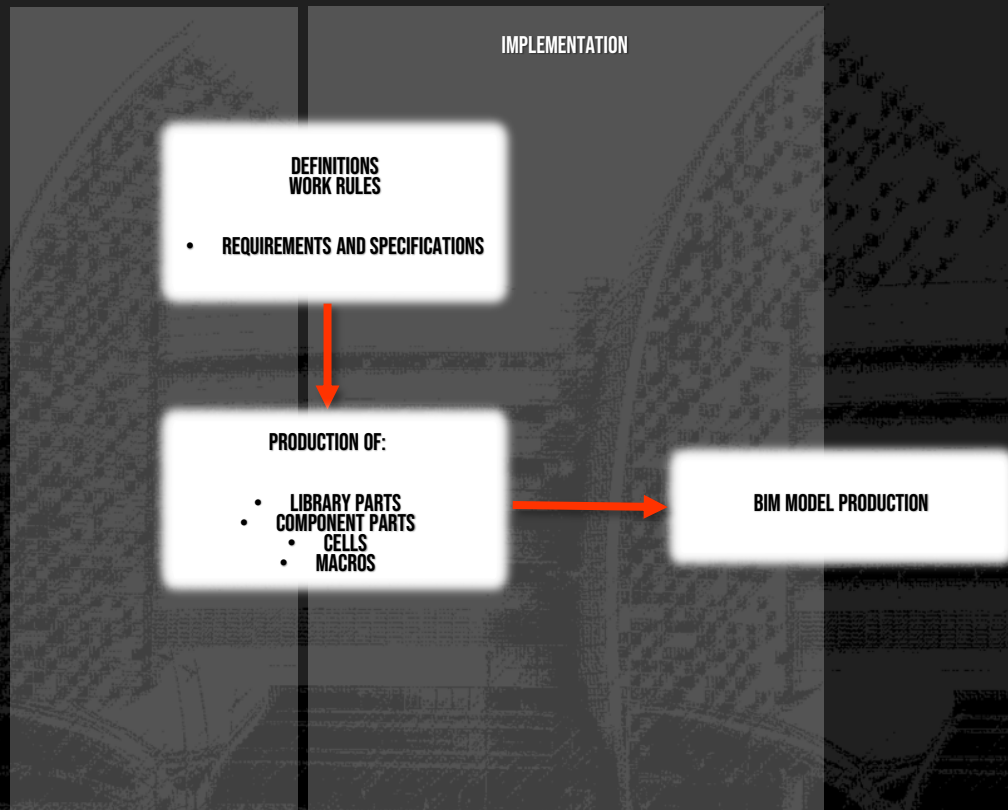 IMPLEMENTATION
DEFINITIONS
WORK RULES
• REQUIREMENTS AND SPECIFICATIONS
PRODUCTION OF:
• LIBRARY PARTS
• COMPONENT PARTS
• CELLS
• MACROS
BIM MODEL PRODUCTION